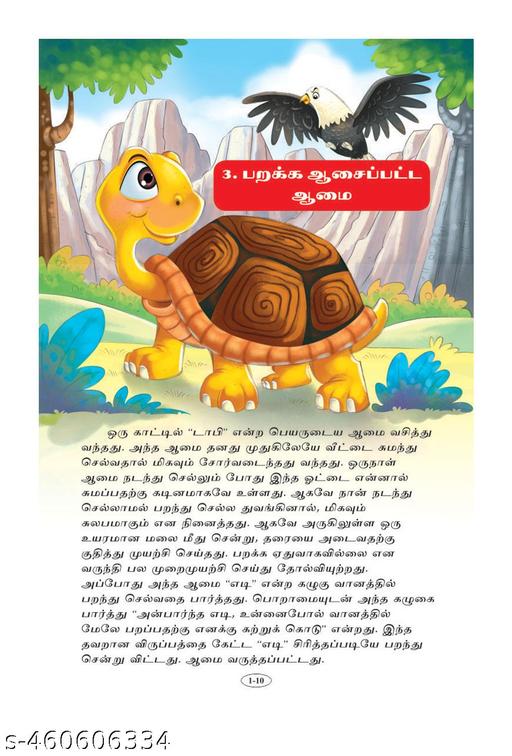 3. பறக்க ஆசைப்பட்ட
ஆமை
ஒரு காட்டில் "டாபி" என்ற பெயருடைய ஆமை வசித்து
வந்தது. அந்த ஆமை தனது முதுகிலேயே வீட்டை சுமந்து
செல்வதால் மிகவும் சோர்வடைந்தது வந்தது. ஒருநாள்
ஆமை நடந்து செல்லும் போது இந்த ஓட்டை என்னால்
சுமப்பதற்கு கடினமாகவே உள்ளது. ஆகவே நான் நடந்து
செல்லாமல் பறந்து செல்ல துவங்கினால், மிகவும்
சுலபமாகும் என நினைத்தது. ஆகவே அருகிலுள்ள ஒரு
உயரமான மலை மீது சென்று, தரையை அடைவதற்கு
குதித்து முயற்சி செய்தது. பறக்க ஏதுவாகவில்லை என
வருந்தி பல முறைமுயற்சி செய்து தோல்வியுற்றது.
அப்போது அந்த ஆமை "எடி" என்ற கழுகு வானத்தில்
பறந்து செல்வதை பார்த்தது. பொறாமையுடன் அந்த கழுகை
பார்த்து "அன்பார்ந்த எடி, உன்னைபோல் வானத்தில்
மேலே பறப்பதற்கு எனக்கு கற்றுக் கொடு" என்றது. இந்த
தவறான விருப்பத்தை கேட்ட "எடி" சிரித்தப்படியே பறந்து
சென்று விட்டது. ஆமை வருத்தப்பட்டது.
1-10
s-460606334